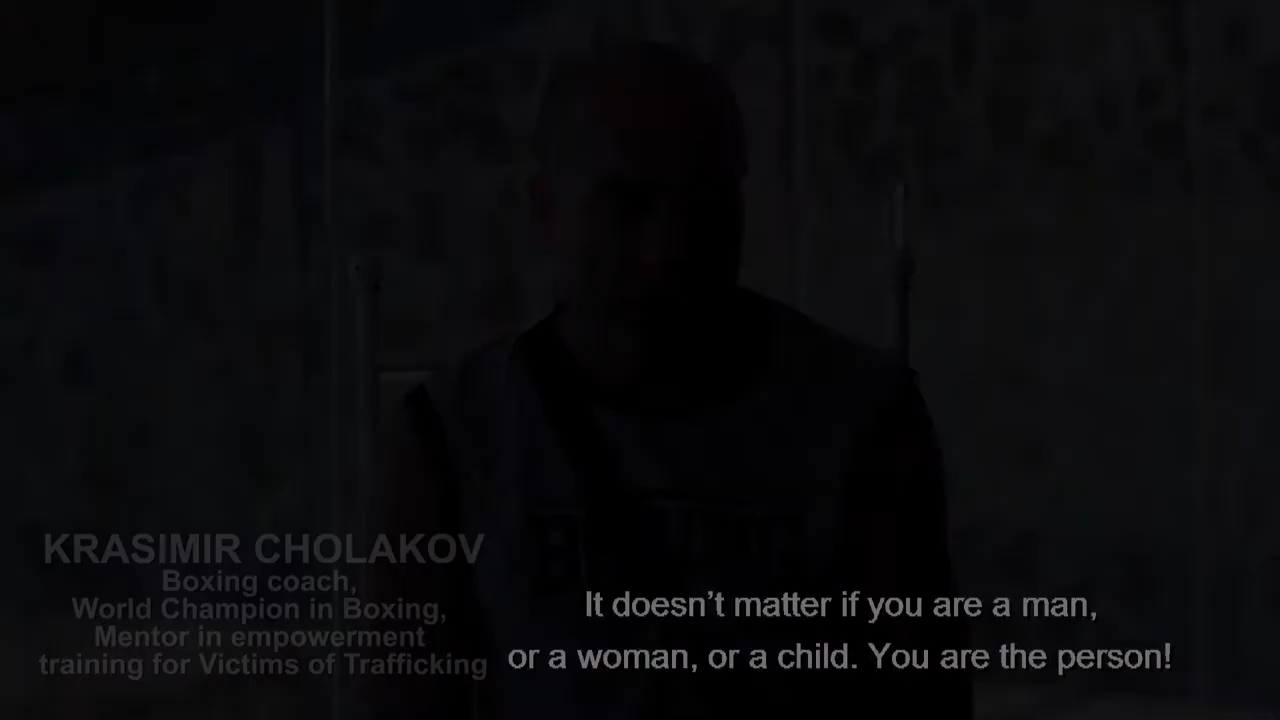 KRASIMIR CHOLAKOV
Boxing coach,
World Champion in Boxing,
Mentor in empowerment
training for Victims of Trafficking
It doesn't matter if you are a man,
or a woman, or a child. You are the person!